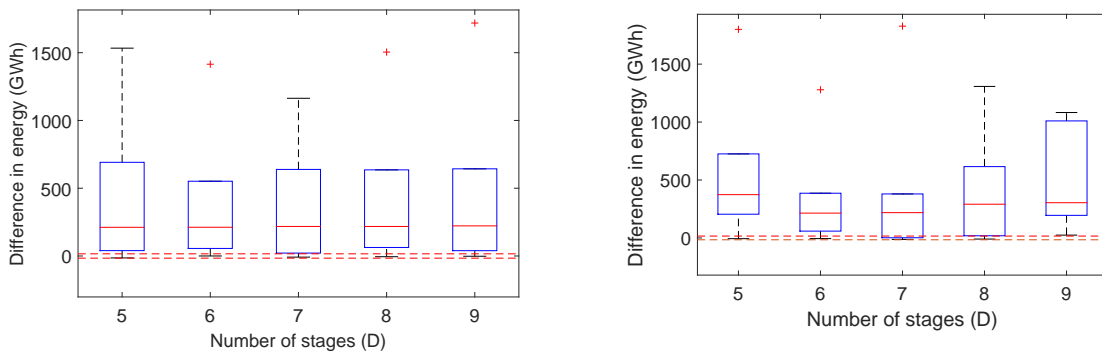 Difference in energy (GWh)
1500
1000
500
0
5 6 7 8 9
Number of stages (D)
Difference in energy (GWh)
1500
1000
500
0
5 6 7 8 9
Number of stages (D)